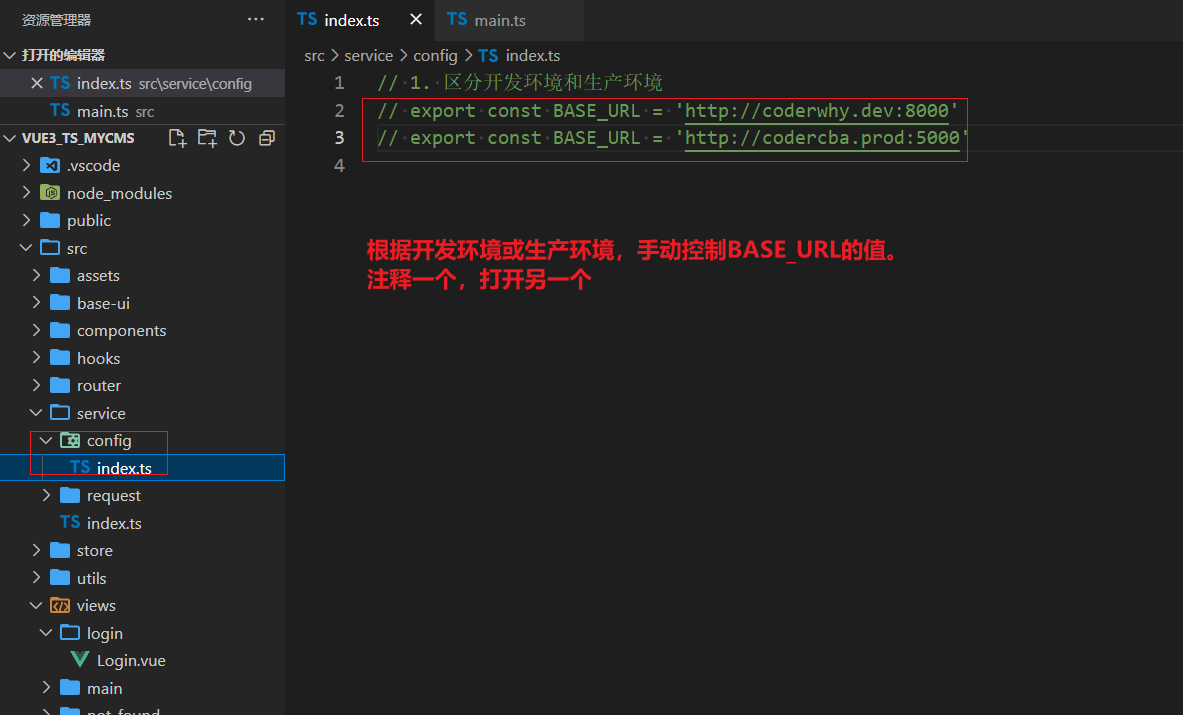 资源管理器 ...
TS index.ts × TS main.ts
打开的编辑器
src > service > config > TS index.ts
× TS index.ts src\service\config
TS main.ts src
VUE3_TS_MYCMS
.vscode
node_modules
public
src
assets
base-ui
components
hooks
router
service
config
TS index.ts
request
TS index.ts
store
utils
views
login
Login.vue
main
not-found
1 // 1. 区分开发环境和生产环境
2 // export const BASE_URL = 'http://coderwhy.dev:8000'
3 // export const BASE_URL = 'http://codercba.prod:5000'
4
根据开发环境或生产环境，手动控制BASE_URL的值。
注释一个，打开另一个